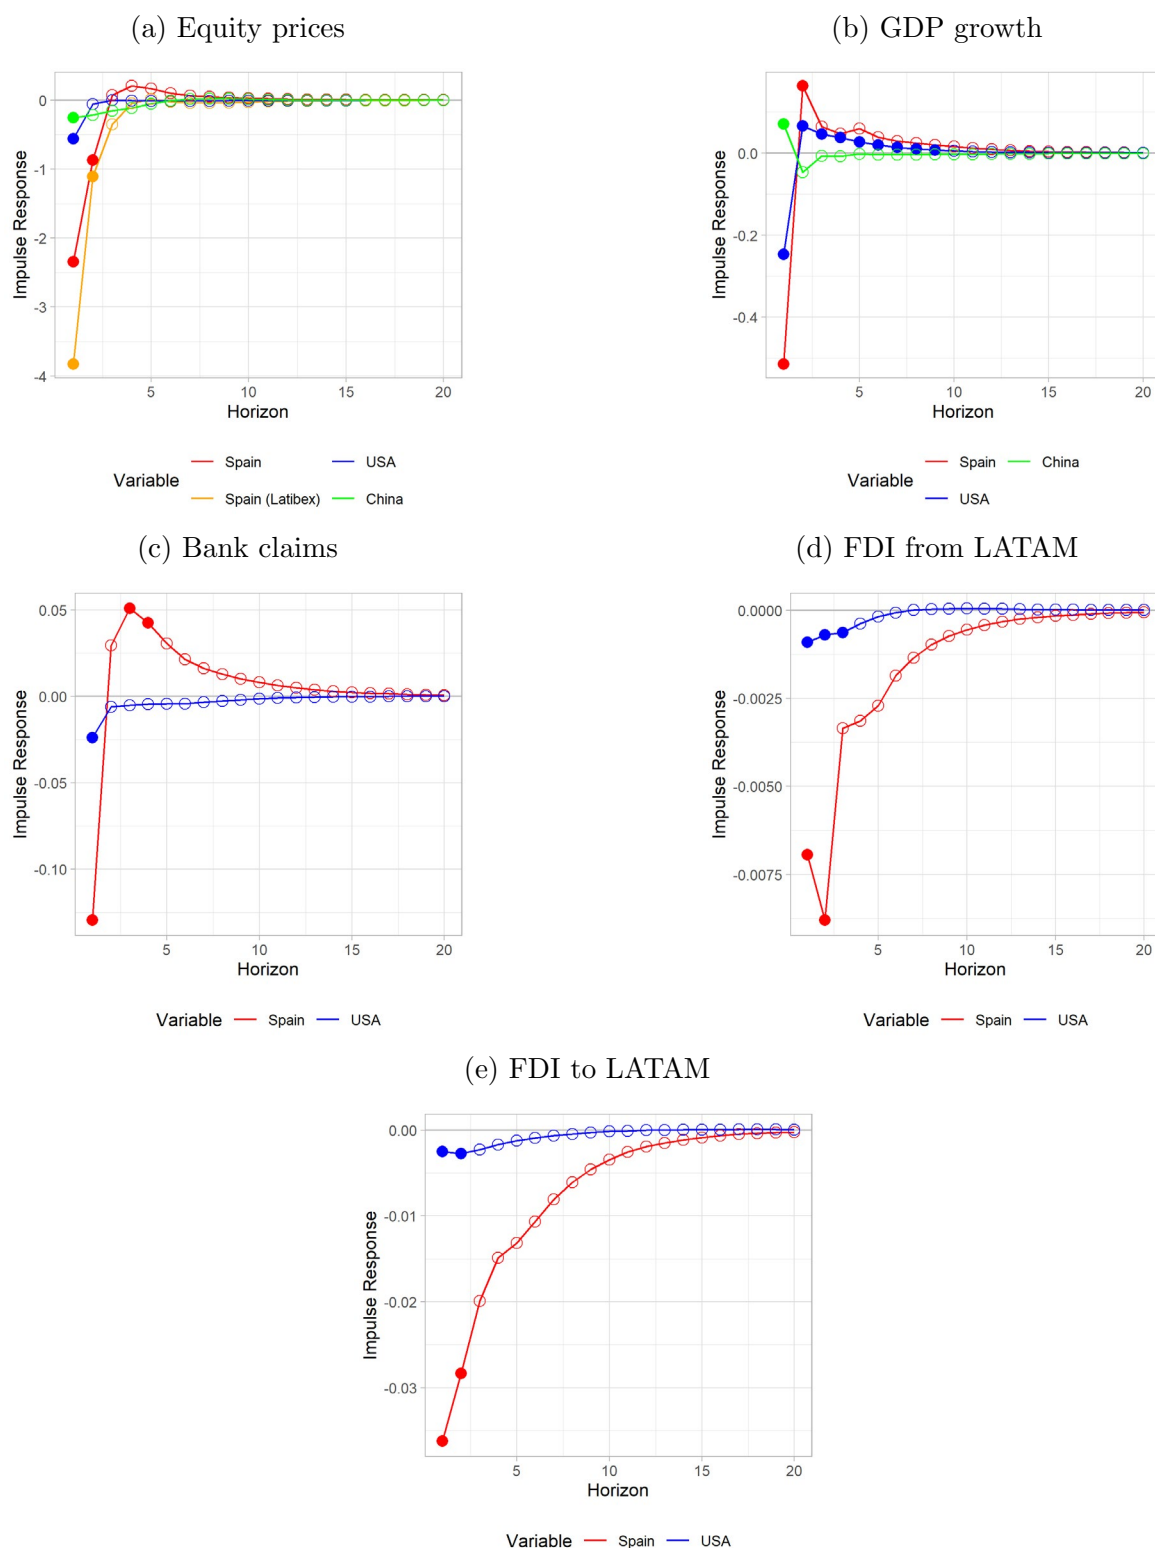 (a) Equity prices
(b) GDP growth
Impulse Response
0
-1
-2
-3
-4
5
10
15
20
Horizon
Variable
Spain
USA
Spain (Latibex)
China
Impulse Response
0.0
-0.2
-0.4
5
10
15
20
Horizon
Variable
Spain
China
USA
(c) Bank claims
(d) FDI from LATAM
Impulse Response
0.05
0.00
-0.05
-0.10
5
10
15
20
Horizon
Variable
Spain
USA
Impulse Response
0.0000
-0.0025
-0.0050
-0.0075
5
10
15
20
Horizon
Variable
Spain
USA
(e) FDI to LATAM
Impulse Response
0.00
-0.01
-0.02
-0.03
5
10
15
20
Horizon
Variable
Spain
USA